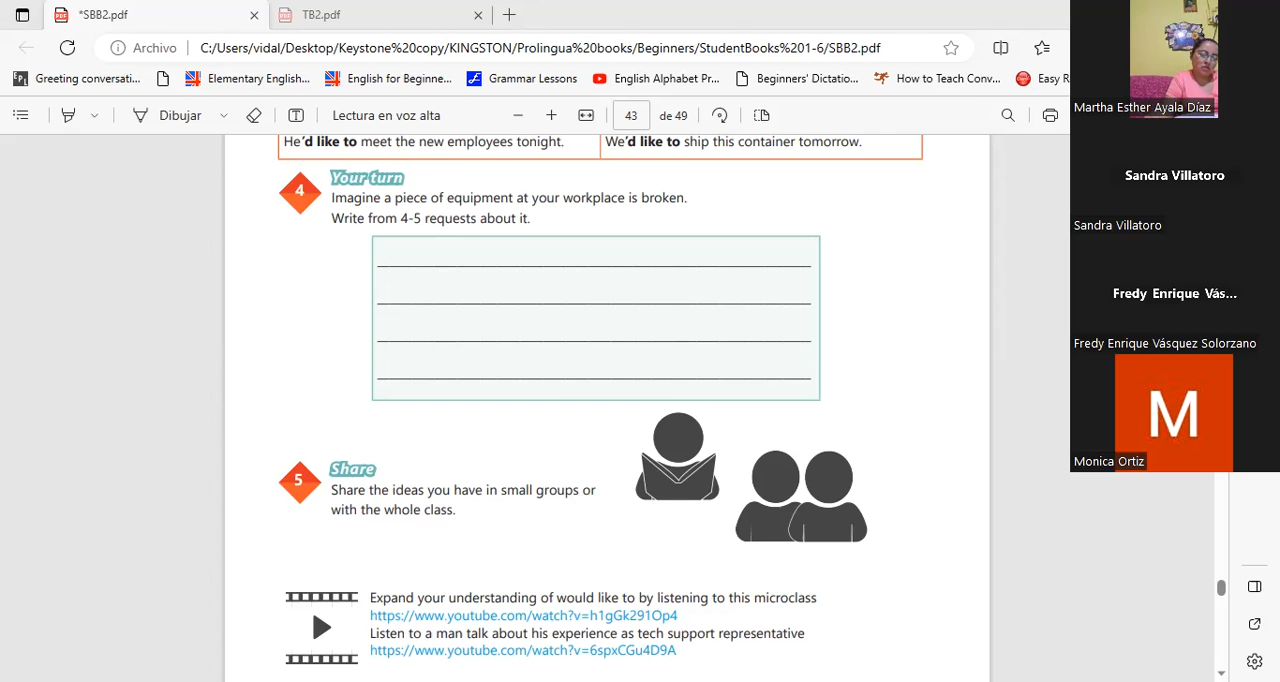 *SBB2.pdf
TB2.pdf
Archivo
C:/Users/vidal/Desktop/Keystone%20copy/KINGSTON/Prolingua%20books/Beginners/StudentBooks%201-6/SBB2.pdf
Greeting conversati...
Elementary English...
English for Beginne...
Grammar Lessons
English Alphabet Pr...
Beginners' Dictatio...
How to Teach Conv...
Easy R
Dibujar
Lectura en voz alta
43
de 49
He'd like to meet the new employees tonight.
We'd like to ship this container tomorrow.
4
Your turn
Imagine a piece of equipment at your workplace is broken.
Write from 4-5 requests about it.
5
Share
Share the ideas you have in small groups or
with the whole class.
Expand your understanding of would like to by listening to this microclass
https://www.youtube.com/watch?v=h1gGk291Op4
Listen to a man talk about his experience as tech support representative
https://www.youtube.com/watch?v=6spxCGu4D9A
Martha Esther Ayala Díaz
Sandra Villatoro
Sandra Villatoro
Fredy Enrique Vás...
Fredy Enrique Vásquez Solorzano
M
Monica Ortiz